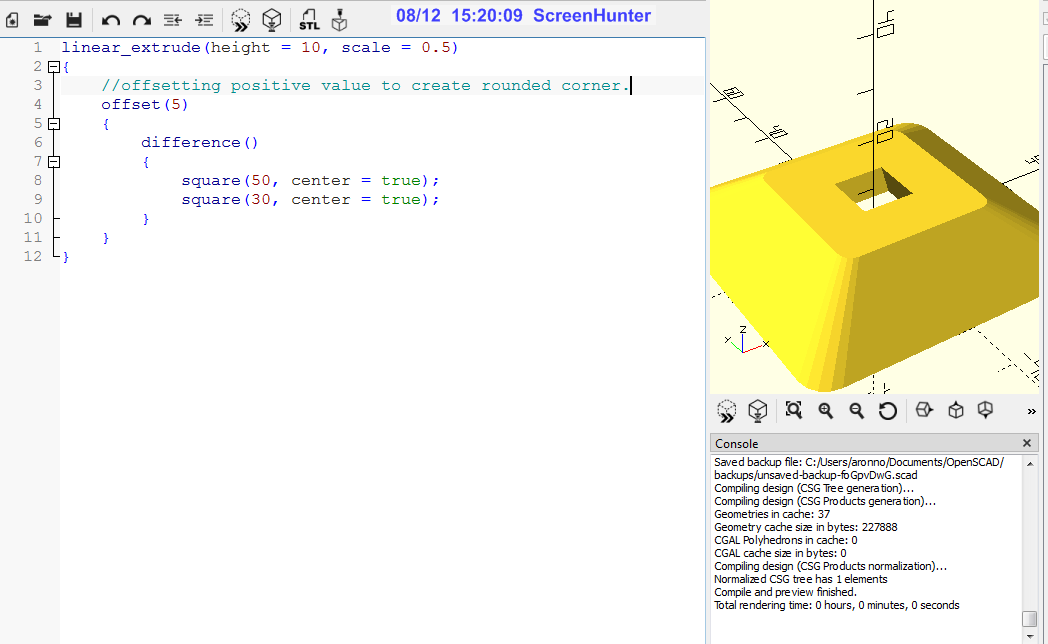 STL
08/12 15:20:09 ScreenHunter
1 linear_extrude(height = 10, scale = 0.5)
2 {
3 //offsetting positive value to create rounded corner.
4 offset(5)
5 {
6 difference()
7 {
8 square(50, center = true);
9 square(30, center = true);
10 }
11 }
12 }
z
y
x
»
Console
Saved backup file: C:/Users/aronno/Documents/OpenSCAD/
backups/unsaved-backup-foGpvDwG.scad
Compiling design (CSG Tree generation)...
Compiling design (CSG Products generation)...
Geometries in cache: 37
Geometry cache size in bytes: 227888
CGAL Polyhedrons in cache: 0
CGAL cache size in bytes: 0
Compiling design (CSG Products normalization)...
Normalized CSG tree has 1 elements
Compile and preview finished.
Total rendering time: 0 hours, 0 minutes, 0 seconds